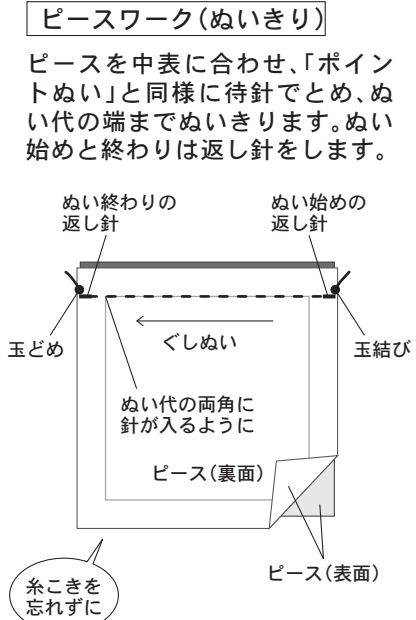 ピースワーク(ぬいきり)
ピースを中表に合わせ、「ポイン
トぬい」と同様に待針でとめ、ぬ
い代の端までぬいきります。ぬい
始めと終わりは返し針をします。
ぬい終わりの
返し針
ぬい始めの
返し針
玉どめ
ぐしぬい
玉結び
ぬい代の両角に
針が入るように
ピース(裏面)
ピース(表面)
糸こきを
忘れずに